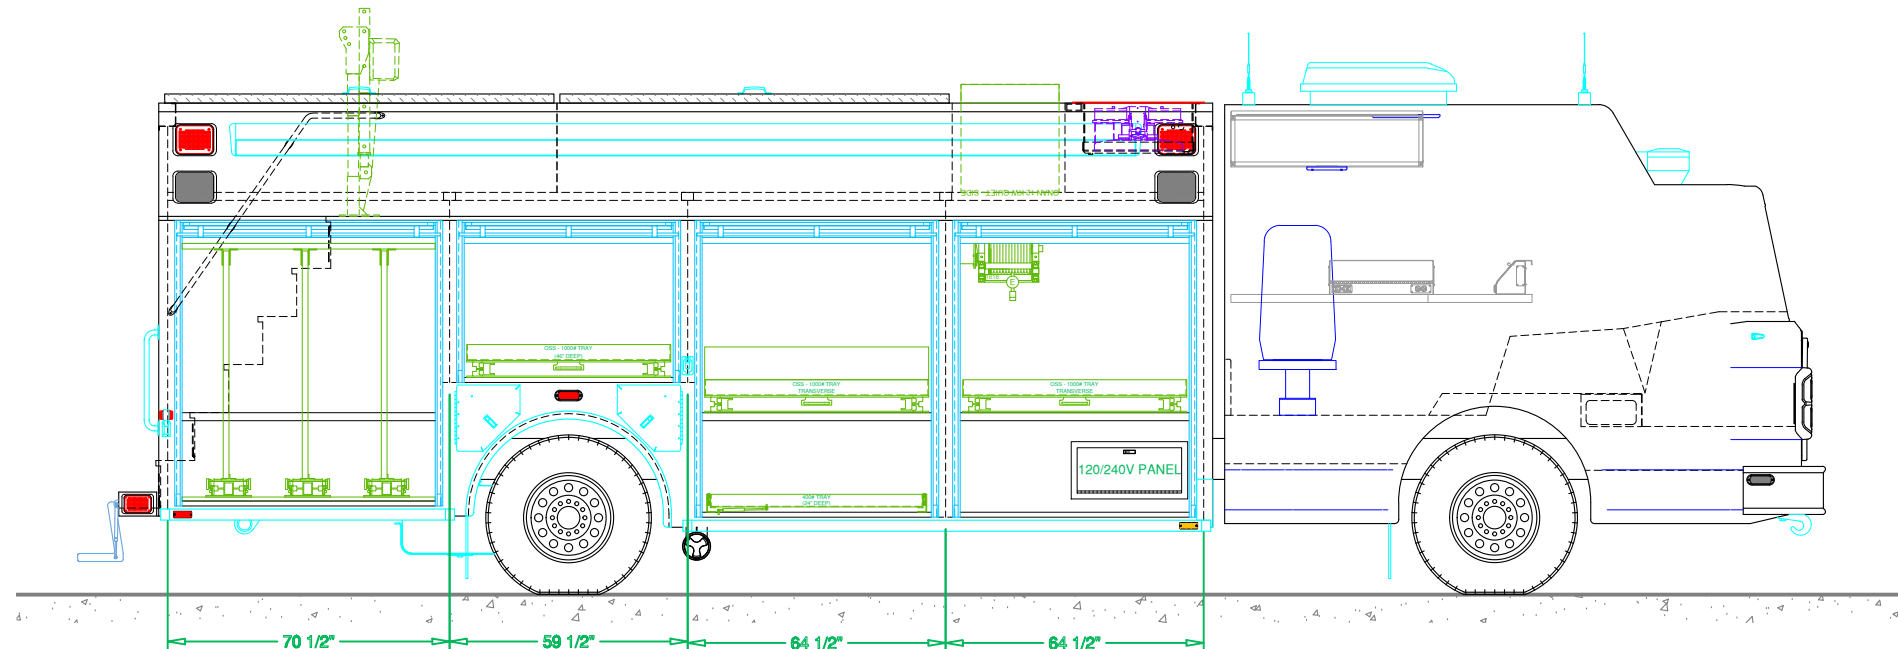 OSS - 1000# TRAY
(46" DEEP)
OSS - 1000# TRAY
TRANSVERSE
OSS - 1000# TRAY
TRANSVERSE
E
120/240V PANEL
400# TRAY
(24" DEEP)
70 1/2"
59 1/2"
64 1/2"
64 1/2"